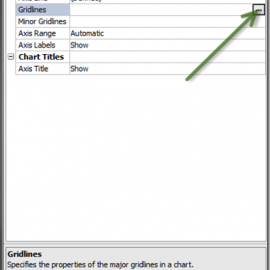 Gridlines
Minor Gridlines
Axis Range Automatic
Axis Labels Show
Chart Titles
Axis Title Show
Gridlines
Specifies the properties of the major gridlines in a chart.